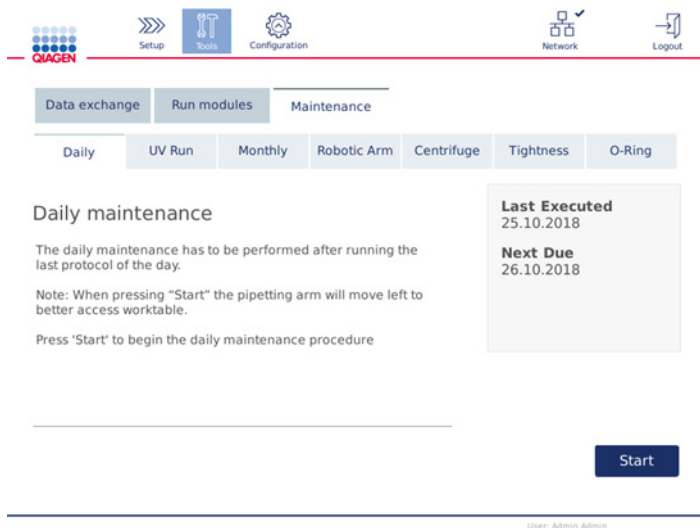 QIAGEN
Setup
Tools
Configuration
Network
Logout
Data exchange
Run modules
Maintenance
Daily
UV Run
Monthly
Robotic Arm
Centrifuge
Tightness
O-Ring
Daily maintenance
The daily maintenance has to be performed after running the
last protocol of the day.
Note: When pressing “Start” the pipetting arm will move left to
better access worktable.
Press 'Start' to begin the daily maintenance procedure
Last Executed
25.10.2018
Next Due
26.10.2018
Start
User: Admin Admin